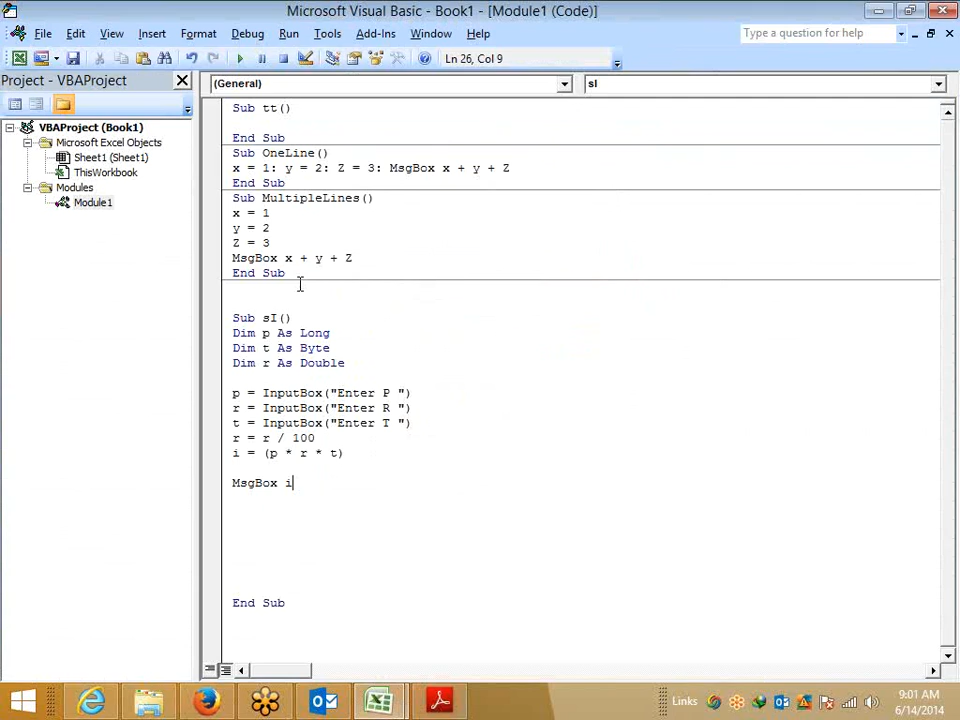 Microsoft Visual Basic - Book1 - [Module1 (Code)]
File Edit View Insert Format Debug Run Tools Add-Ins Window Help
Type a question for help
Ln 26, Col 9
Project - VBAProject
(General)
sI
VBAProject (Book1)
Microsoft Excel Objects
Sheet1 (Sheet1)
ThisWorkbook
Modules
Module1
Sub tt()
End Sub
Sub OneLine()
x = 1: y = 2: Z = 3: MsgBox x + y + Z
End Sub
Sub MultipleLines()
x = 1
y = 2
Z = 3
MsgBox x + y + Z
End Sub
Sub sI()
Dim p As Long
Dim t As Byte
Dim r As Double
p = InputBox("Enter P ")
r = InputBox("Enter R ")
t = InputBox("Enter T ")
r = r / 100
i = (p * r * t)
MsgBox i
End Sub
Links
9:01 AM
6/14/2014